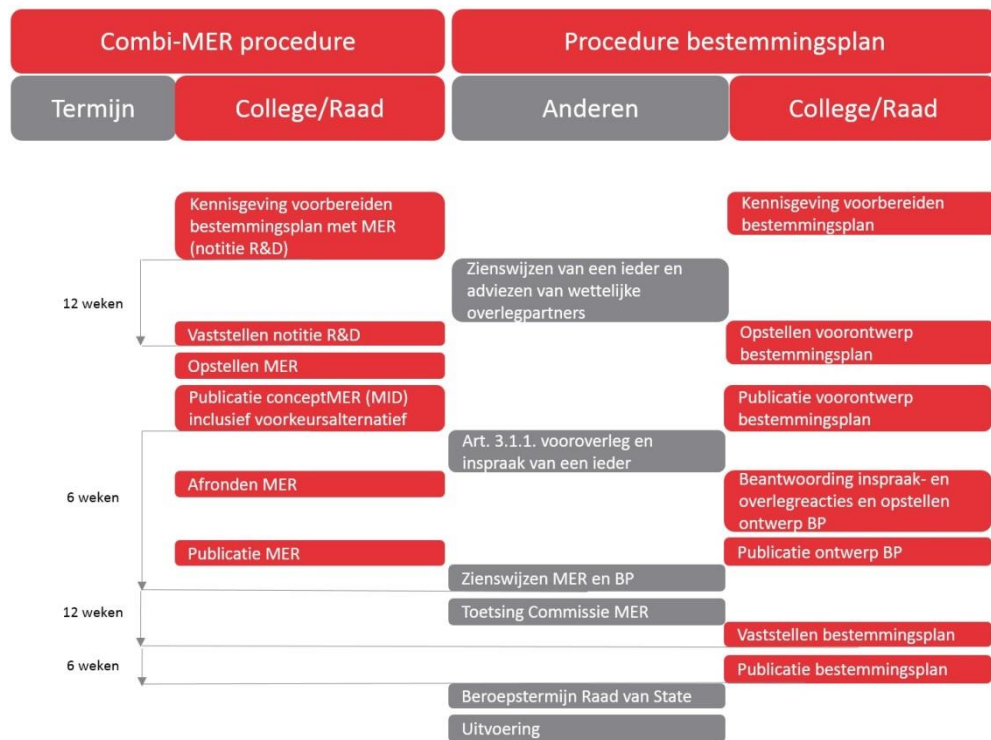 Combi-MER procedure
Procedure bestemmingsplan
Termijn
College/Raad
Anderen
College/Raad
Kennisgeving voorbereiden
bestemmingsplan met MER
(notitie R&D)
Kennisgeving voorbereiden
bestemmingsplan
12 weken
Zienswijzen van een ieder en
adviezen van wettelijke
overlegpartners
Vaststellen notitie R&D
Opstellen voorontwerp
bestemmingsplan
Opstellen MER
Publicatie conceptMER (MID)
inclusief voorkeursalternatief
Publicatie voorontwerp
bestemmingsplan
Art. 3.1.1. vooroverleg en
inspraak van een ieder
6 weken
Afronden MER
Beantwoording inspraak- en
overlegreacties en opstellen
ontwerp BP
Publicatie MER
Publicatie ontwerp BP
Zienswijzen MER en BP
12 weken
Toetsing Commissie MER
Vaststellen bestemmingsplan
6 weken
Publicatie bestemmingsplan
Beroepstermijn Raad van State
Uitvoering